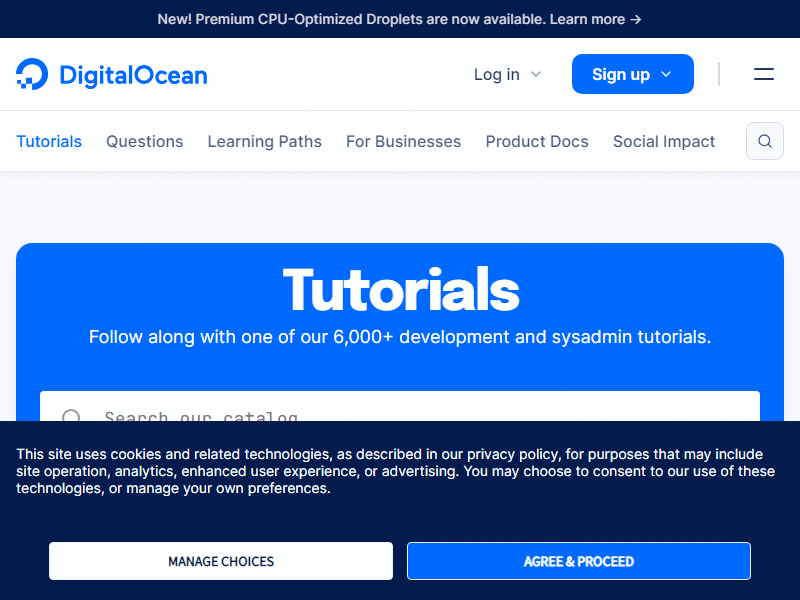 New! Premium CPU-Optimized Droplets are now available. Learn more →
DigitalOcean
Log in
Sign up
Tutorials
Questions
Learning Paths
For Businesses
Product Docs
Social Impact
Tutorials
Follow along with one of our 6,000+ development and sysadmin tutorials.
Search our catalog
This site uses cookies and related technologies, as described in our privacy policy, for purposes that may include
site operation, analytics, enhanced user experience, or advertising. You may choose to consent to our use of these
technologies, or manage your own preferences.
MANAGE CHOICES
AGREE & PROCEED